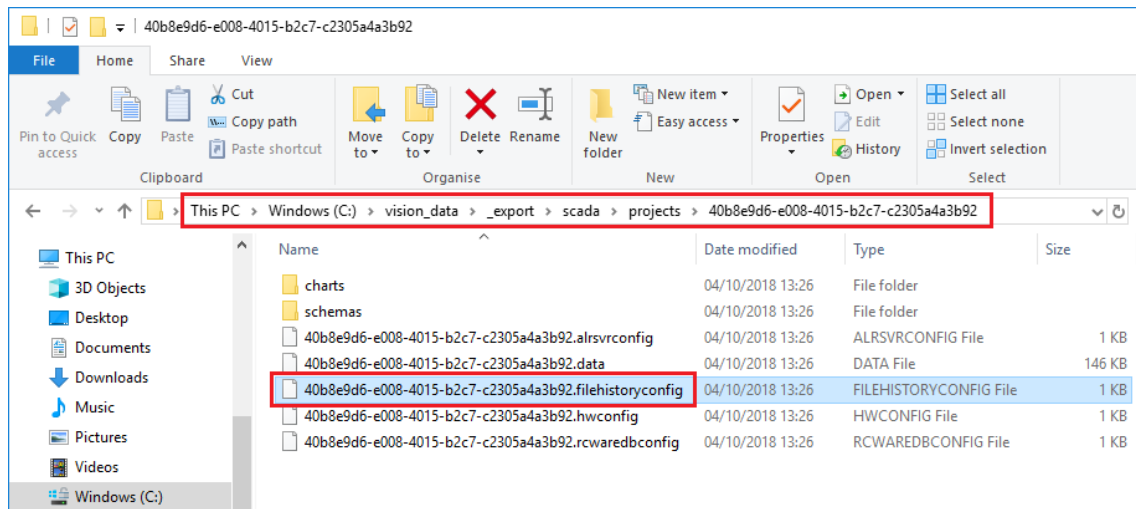 40b8e9d6-e008-4015-b2c7-c2305a4a3b92
File Home Share View
Pin to Quick access
Copy
Paste
Cut
Copy path
Paste shortcut
Clipboard
Move to
Copy to
Delete
Rename
Organise
New folder
New item
Easy access
New
Properties
Open
Edit
History
Open
Select all
Select none
Invert selection
Select
This PC > Windows (C:) > vision_data > _export > scada > projects > 40b8e9d6-e008-4015-b2c7-c2305a4a3b92
This PC
3D Objects
Desktop
Documents
Downloads
Music
Pictures
Videos
Windows (C:)
Name Date modified Type Size
charts 04/10/2018 13:26 File folder
schemas 04/10/2018 13:26 File folder
40b8e9d6-e008-4015-b2c7-c2305a4a3b92.alrsvrconfig 04/10/2018 13:26 ALRSVRCONFIG File 1 KB
40b8e9d6-e008-4015-b2c7-c2305a4a3b92.data 04/10/2018 13:26 DATA File 146 KB
40b8e9d6-e008-4015-b2c7-c2305a4a3b92.filehistoryconfig 04/10/2018 13:26 FILEHISTORYCONFIG File 1 KB
40b8e9d6-e008-4015-b2c7-c2305a4a3b92.hwconfig 04/10/2018 13:26 HWCONFIG File 1 KB
40b8e9d6-e008-4015-b2c7-c2305a4a3b92.rcwaredbconfig 04/10/2018 13:26 RCWAREDBCONFIG File 1 KB